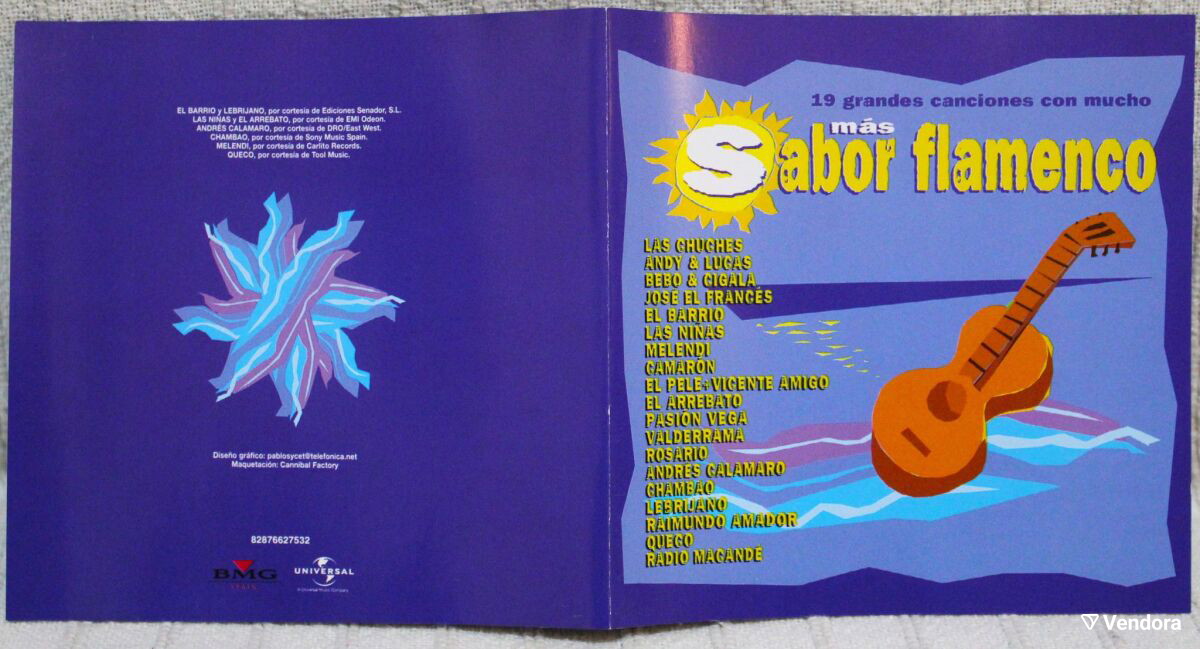 EL BARRIO y LEBRIJANO, por cortesía de Ediciones Senador, S.L.
LAS NIÑAS y EL ARREBATO, por cortesía de EMI Odeon.
ANDRÉS CALAMARO, por cortesía de DRO/East West.
CHAMBAO, por cortesía de Sony Music Spain.
MELENDI, por cortesía de Carlito Records.
QUECO, por cortesía de Tool Music.
Diseño gráfico: pablosycet@telefonica.net
Maquetación: Cannibal Factory
82876627532
BMG
UNIVERSAL
A Universal Music Company
19 grandes canciones con mucho
más
Sabor flamenco
LAS CHUCHES
ANDY & LUCAS
BEBO & CIGALA
JOSÉ EL FRANCÉS
EL BARRIO
LAS NIÑAS
MELENDI
CAMARÓN
EL PELE+VICENTE AMIGO
EL ARREBATO
PASIÓN VEGA
VALDERRAMA
ROSARIO
ANDRÉS CALAMARO
CHAMBAO
LEBRIJANO
RAIMUNDO AMADOR
QUECO
RADIO MACANDÉ
Vendora